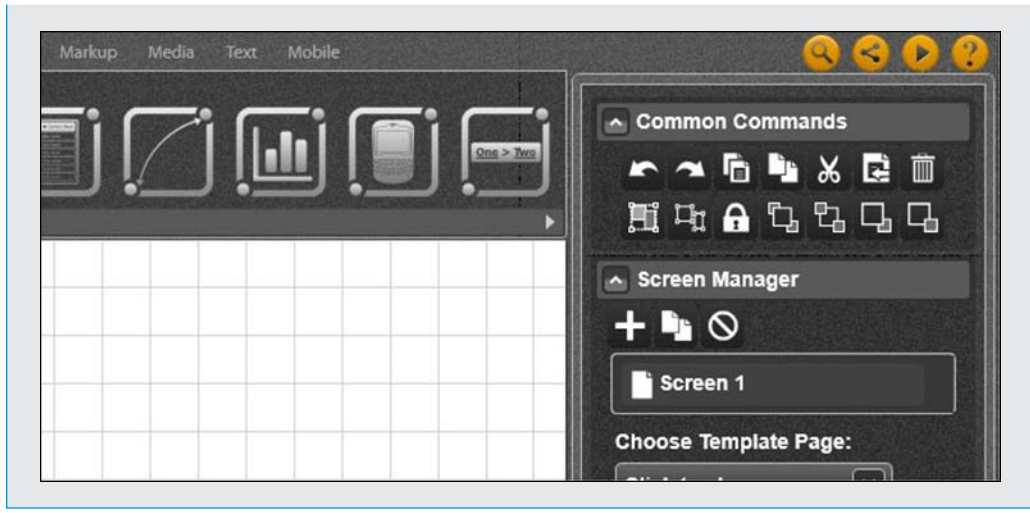 Markup Media Text Mobile
?
One > Two
Common Commands
Screen Manager
Screen 1
Choose Template Page: